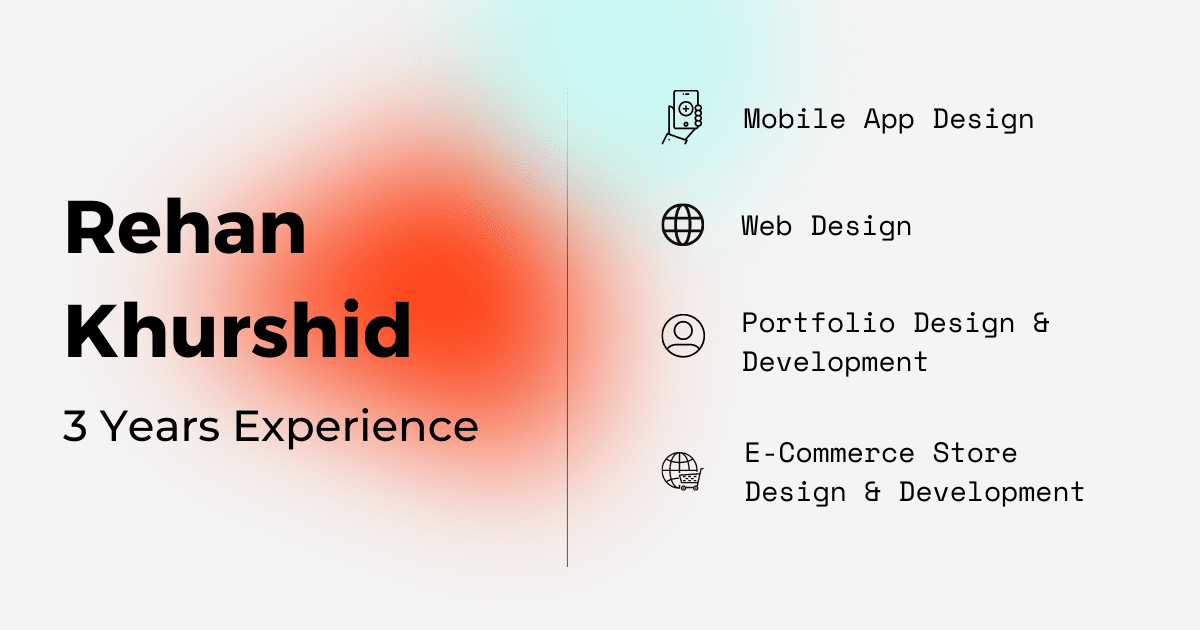 Rehan
Khurshid
3 Years Experience
Mobile App Design
Web Design
Portfolio Design &
Development
E-Commerce Store
Design & Development